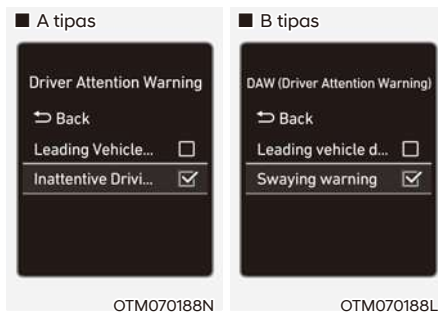 ■ A tipas
Driver Attention Warning
⮌ Back
Leading Vehicle...
Inattentive Drivi...
OTM070188N
■ B tipas
DAW (Driver Attention Warning)
⮌ Back
Leading vehicle d...
Swaying warning
OTM070188L